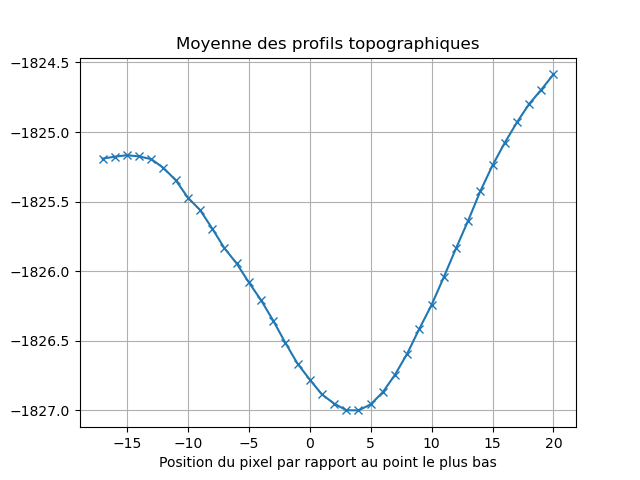 Moyenne des profils topographiques
−1824.5
−1825.0
−1825.5
−1826.0
−1826.5
−1827.0
−15 −10 −5 0 5 10 15 20
Position du pixel par rapport au point le plus bas